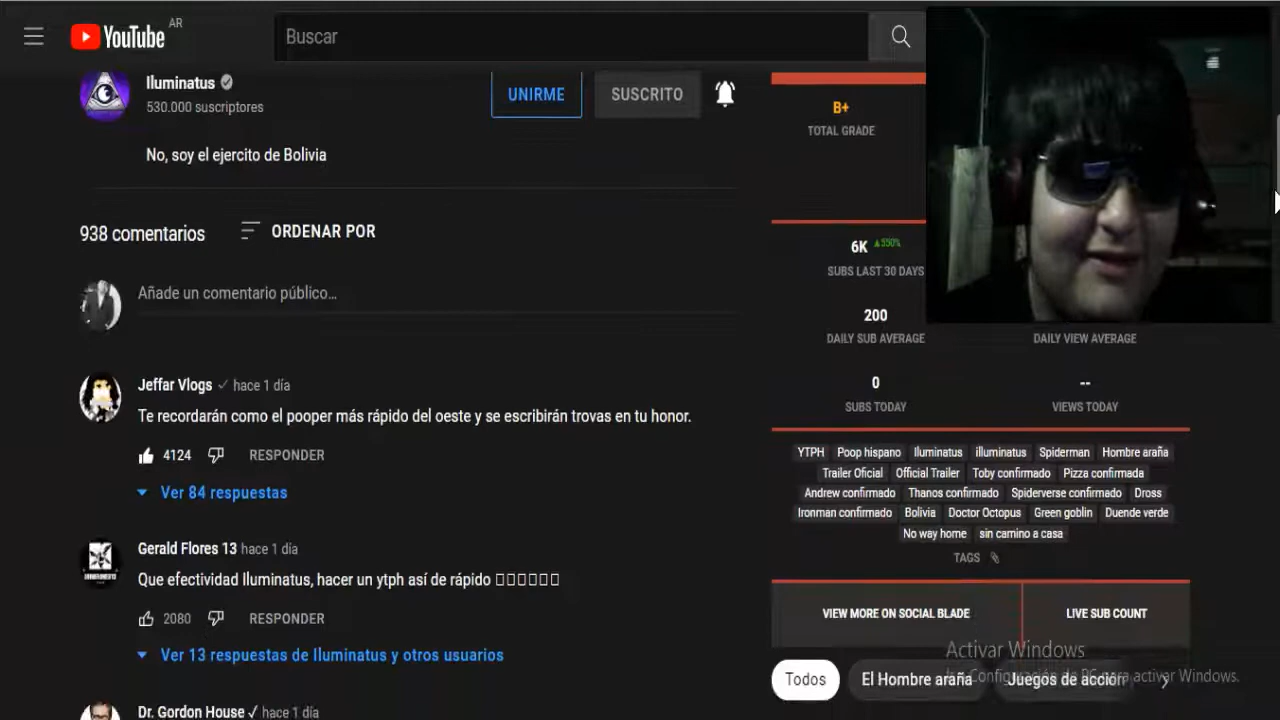 AR
YouTube
Buscar
Iluminatus
530.000 suscriptores
UNIRME
SUSCRITO
No, soy el ejercito de Bolivia
938 comentarios
ORDENAR POR
Añade un comentario público...
Jeffar Vlogs ✓ hace 1 día
Te recordarán como el pooper más rápido del oeste y se escribirán trovas en tu honor.
4124
RESPONDER
Ver 84 respuestas
Gerald Flores 13 hace 1 día
Que efectividad Iluminatus, hacer un ytph así de rápido
2080
RESPONDER
Ver 13 respuestas de Iluminatus y otros usuarios
Dr. Gordon House ✓ hace 1 día
B+
TOTAL GRADE
6K ▲550%
SUBS LAST 30 DAYS
200
DAILY SUB AVERAGE
DAILY VIEW AVERAGE
0
SUBS TODAY
--
VIEWS TODAY
YTPH Poop hispano Iluminatus illuminatus Spiderman Hombre araña
Trailer Oficial Official Trailer Toby confirmado Pizza confirmada
Andrew confirmado Thanos confirmado Spiderverse confirmado Dross
Ironman confirmado Bolivia Doctor Octopus Green goblin Duende verde
No way home sin camino a casa
TAGS
VIEW MORE ON SOCIAL BLADE
LIVE SUB COUNT
Activar Windows
Configuración de PC para activar Windows.
Todos
El Hombre araña
Juegos de acción